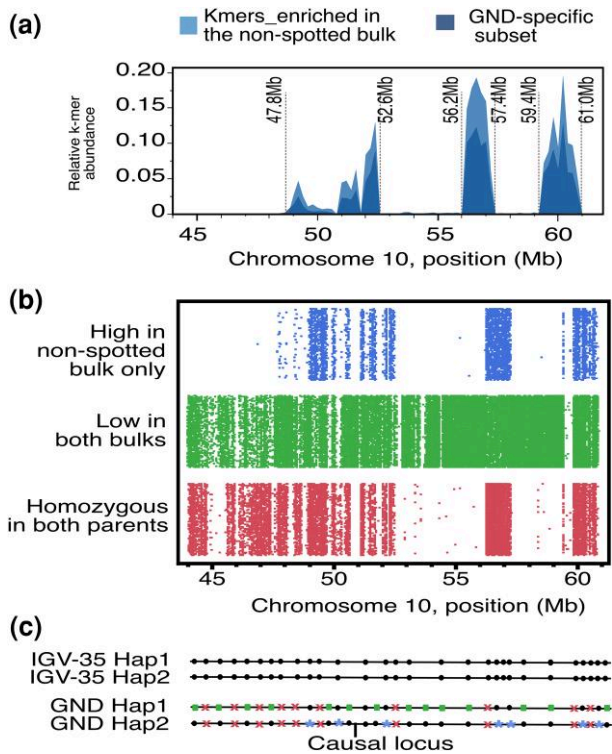 (a)
Kmers_enriched in
the non-spotted bulk
GND-specific
subset
Relative k-mer
abundance
0.20
0.15
0.10
0.05
0
47.8Mb
52.6Mb
56.2Mb
57.4Mb
59.4Mb
61.0Mb
45 50 55 60
Chromosome 10, position (Mb)
(b)
High in
non-spotted
bulk only
Low in
both bulks
Homozygous
in both parents
45 50 55 60
Chromosome 10, position (Mb)
(c)
IGV-35 Hap1
IGV-35 Hap2
GND Hap1
GND Hap2
Causal locus